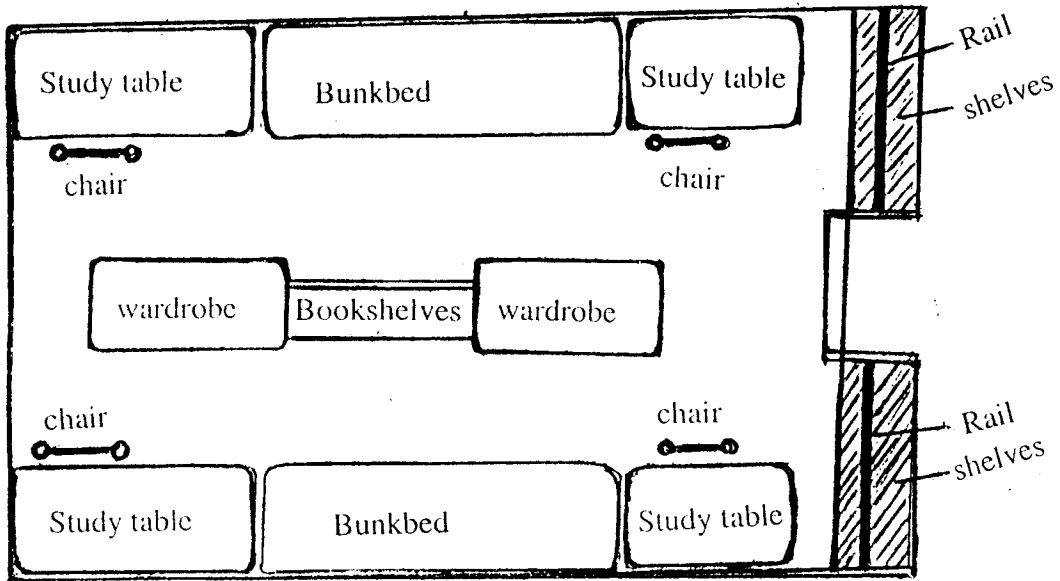 Study table
Bunkbed
Study table
Rail
shelves
chair
chair
wardrobe
Bookshelves
wardrobe
chair
chair
Rail
shelves
Study table
Bunkbed
Study table